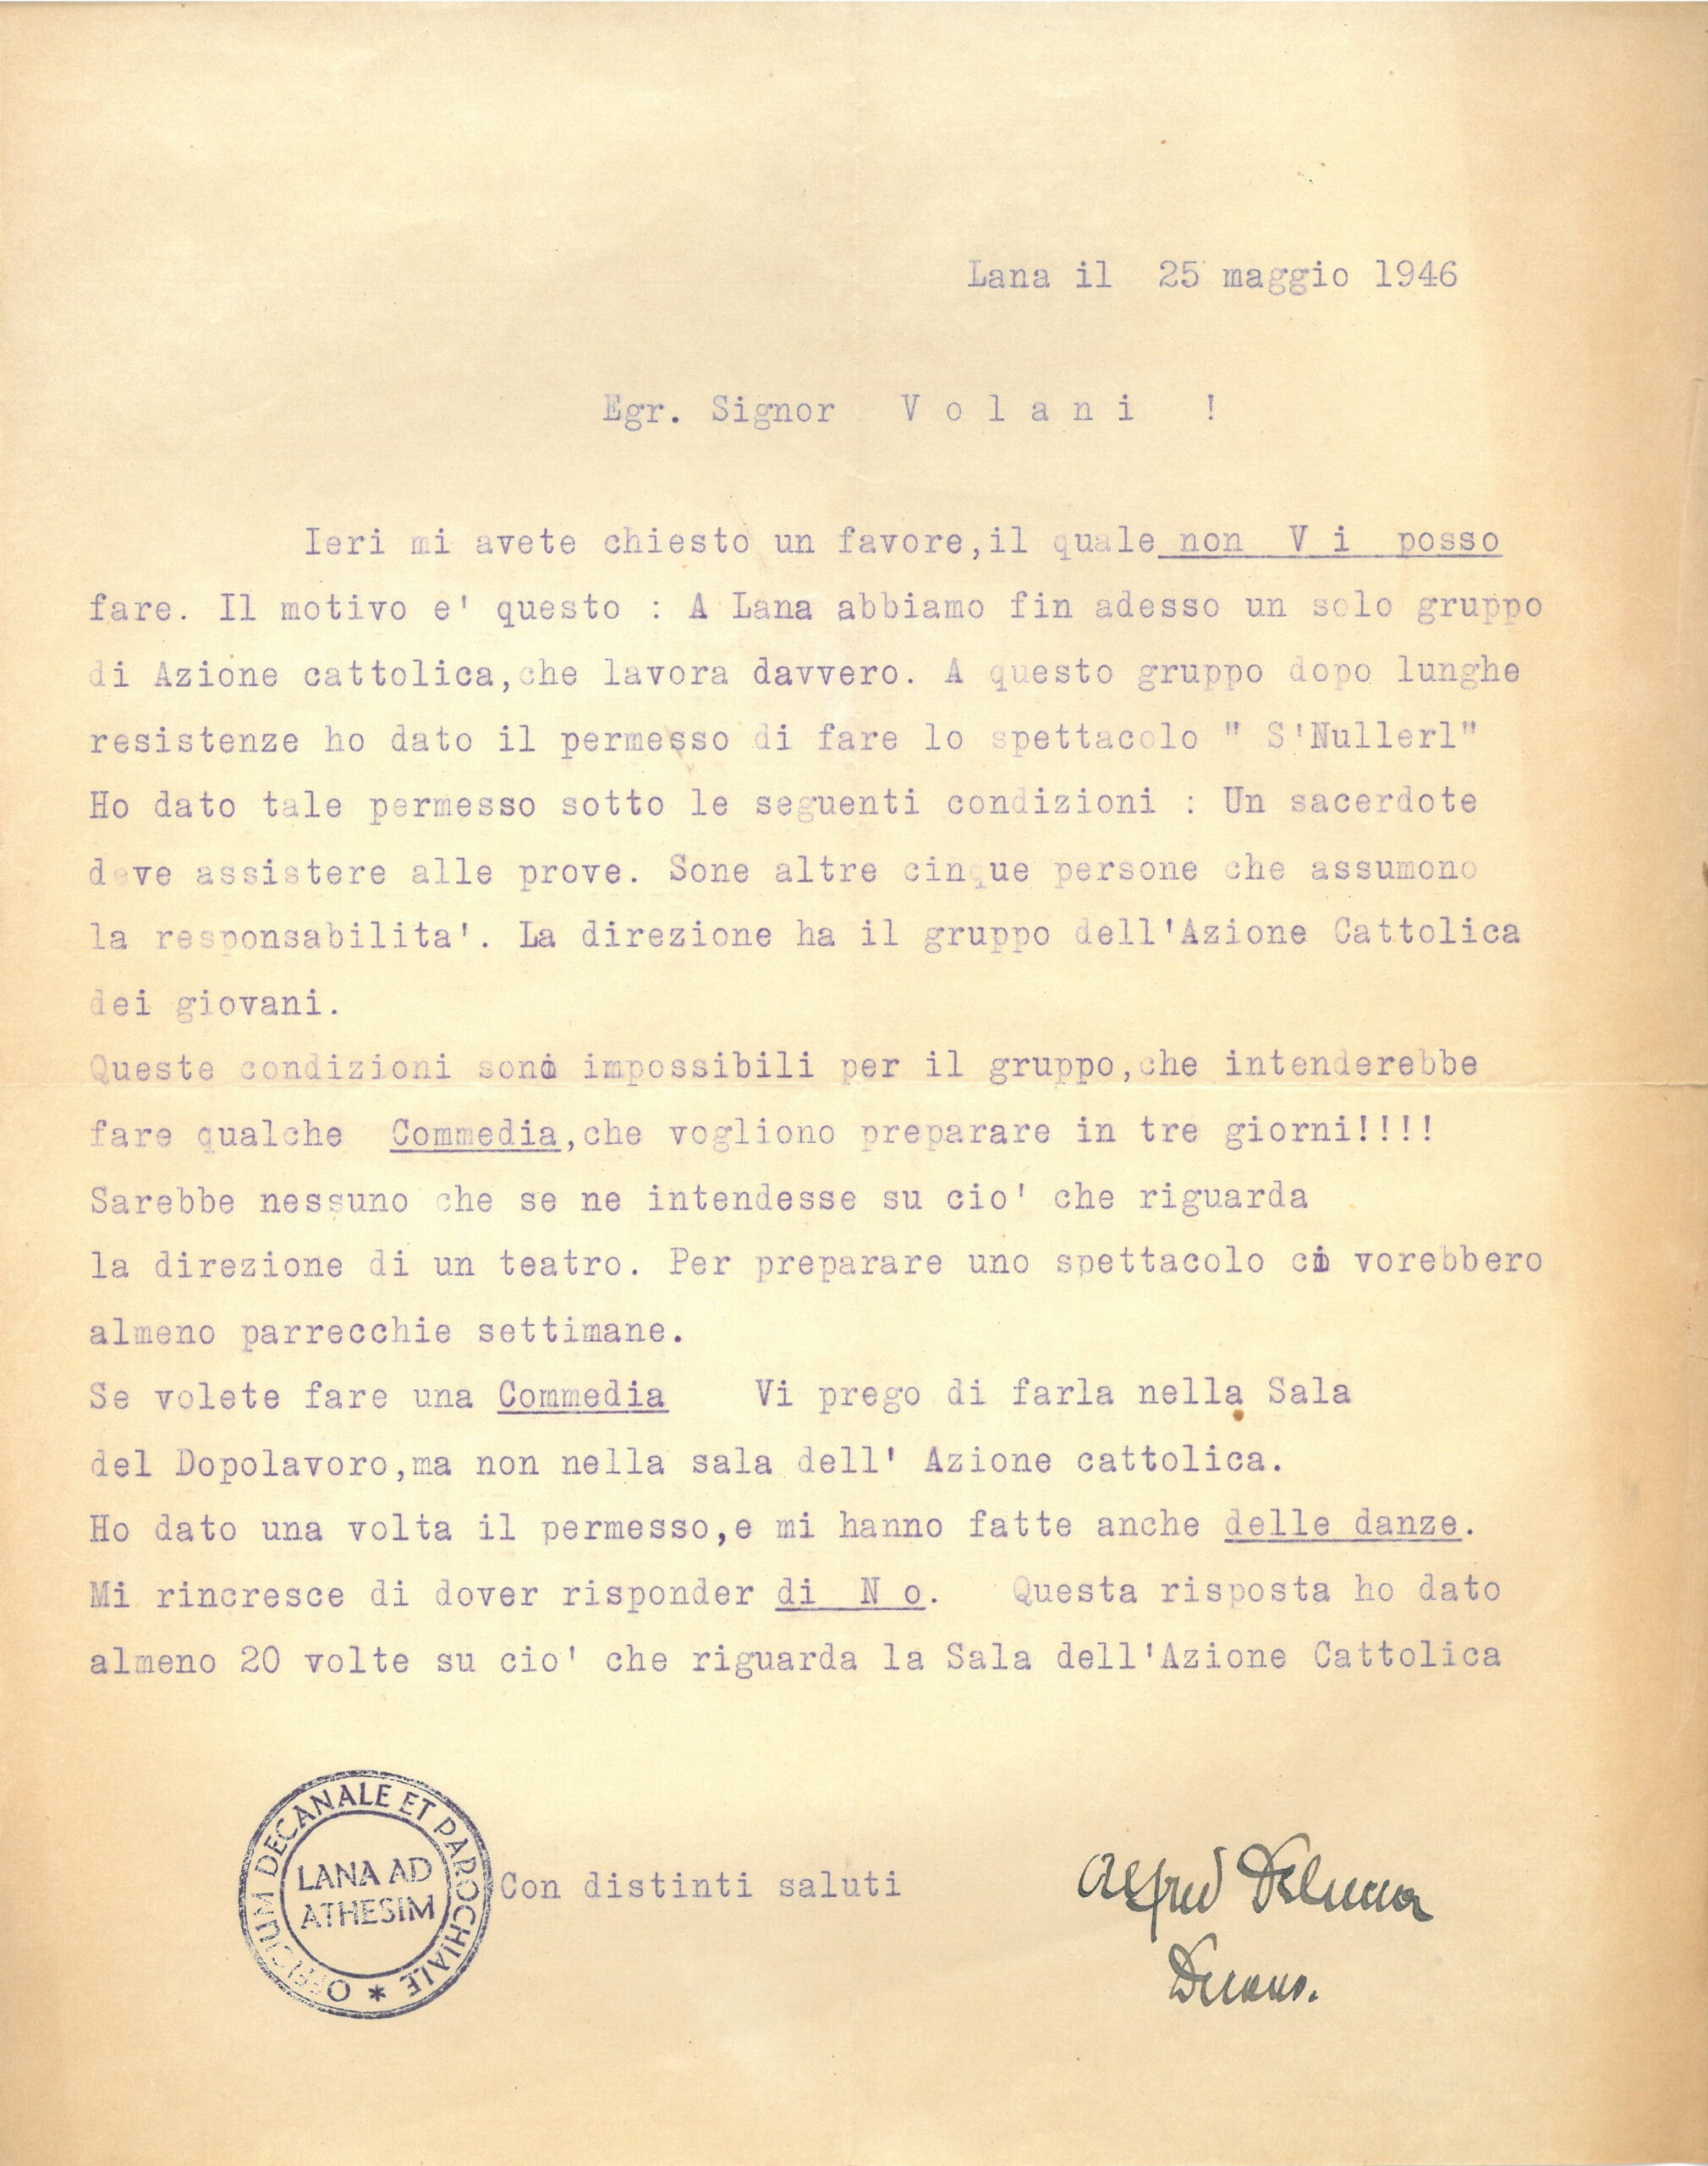 Lana il 25 maggio 1946
Egr. Signor V o l a n i !
Ieri mi avete chiesto un favore,il quale non V i posso
fare. Il motivo e' questo : A Lana abbiamo fin adesso un solo gruppo
di Azione cattolica,che lavora davvero. A questo gruppo dopo lunghe
resistenze ho dato il permesso di fare lo spettacolo " S'Nullerl"
Ho dato tale permesso sotto le seguenti condizioni : Un sacerdote
deve assistere alle prove. Sone altre cinque persone che assumono
la responsabilita'. La direzione ha il gruppo dell'Azione Cattolica
dei giovani.
Queste condizioni sono impossibili per il gruppo,che intenderebbe
fare qualche Commedia,che vogliono preparare in tre giorni!!!!
Sarebbe nessuno che se ne intendesse su cio' che riguarda
la direzione di un teatro. Per preparare uno spettacolo ci vorebbero
almeno parrecchie settimane.
Se volete fare una Commedia Vi prego di farla nella Sala
del Dopolavoro,ma non nella sala dell' Azione cattolica.
Ho dato una volta il permesso,e mi hanno fatte anche delle danze.
Mi rincresce di dover risponder di N o. Questa risposta ho dato
almeno 20 volte su cio' che riguarda la Sala dell'Azione Cattolica
OFFICIUM DECANALE ET PAROCHIALE *
LANA AD
ATHESIM
Con distinti saluti
Alfred